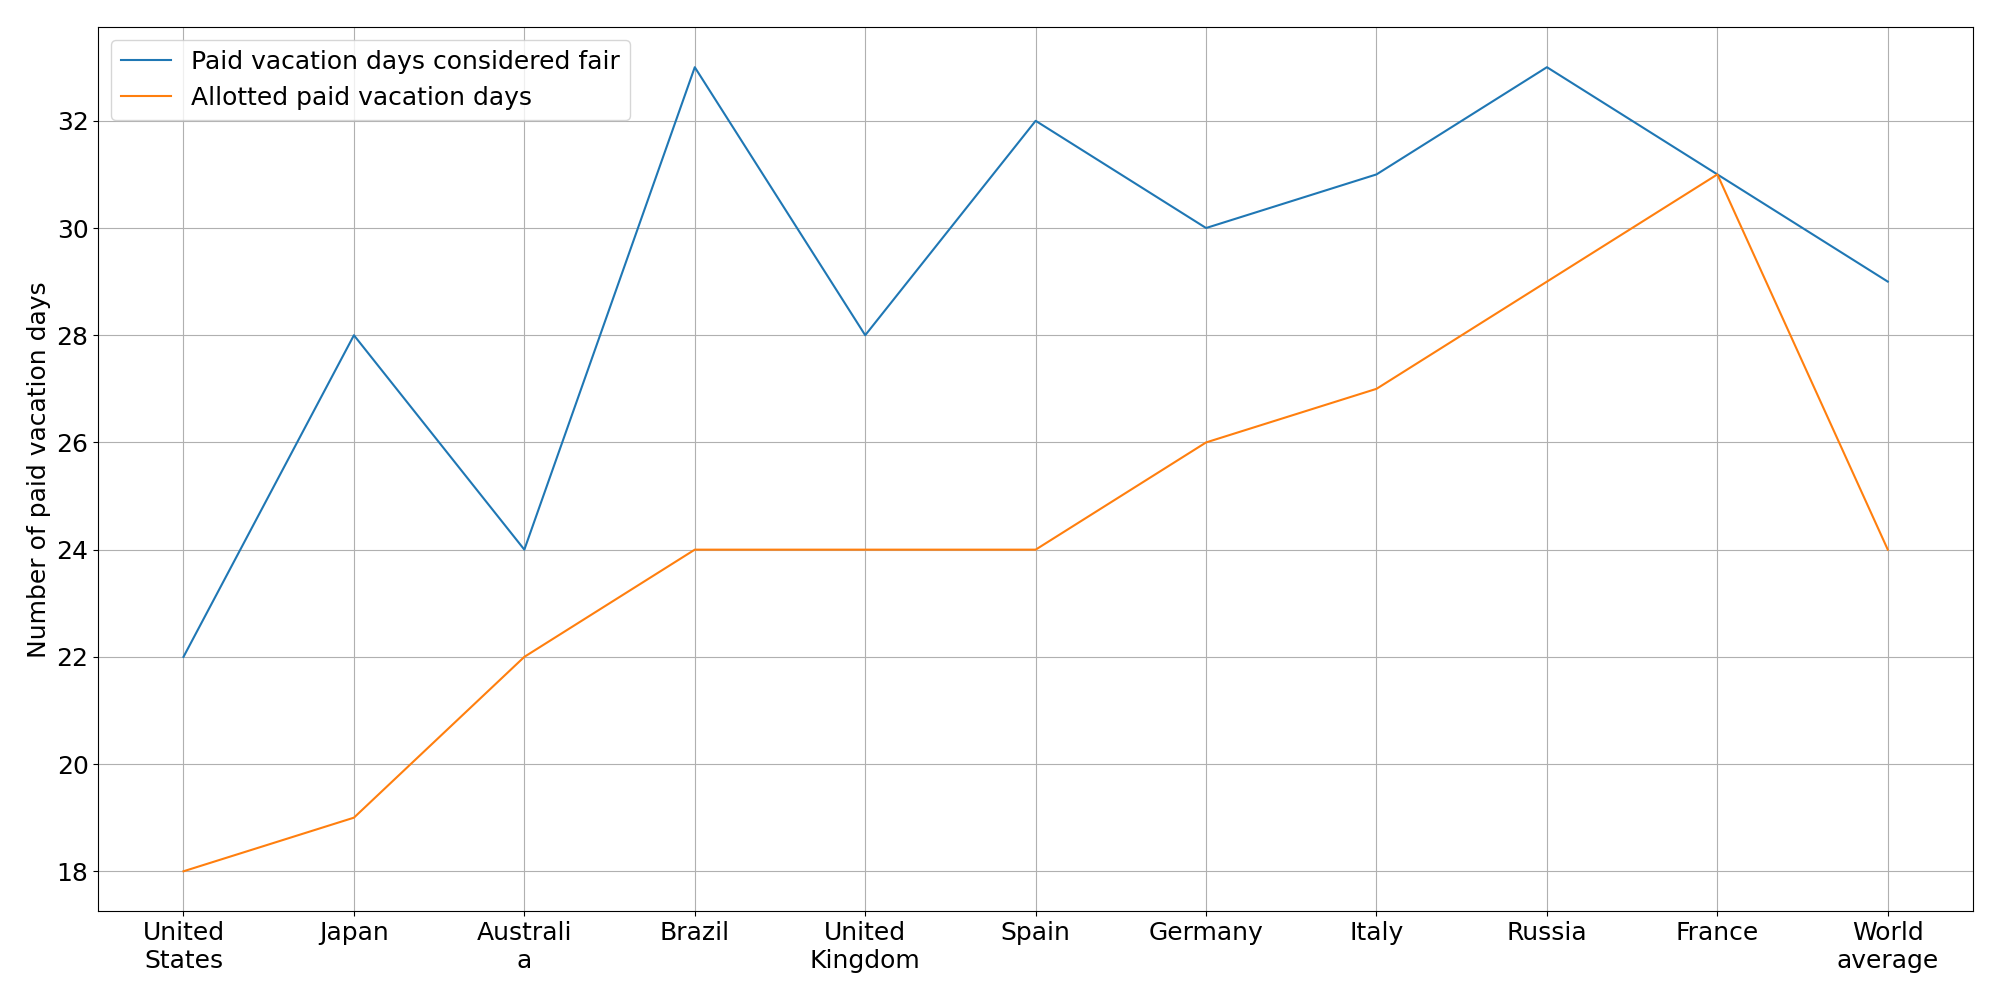 Paid vacation days considered fair
Allotted paid vacation days
Number of paid vacation days
32
30
28
26
24
22
20
18
United
States
Japan
Australi
a
Brazil
United
Kingdom
Spain
Germany
Italy
Russia
France
World
average